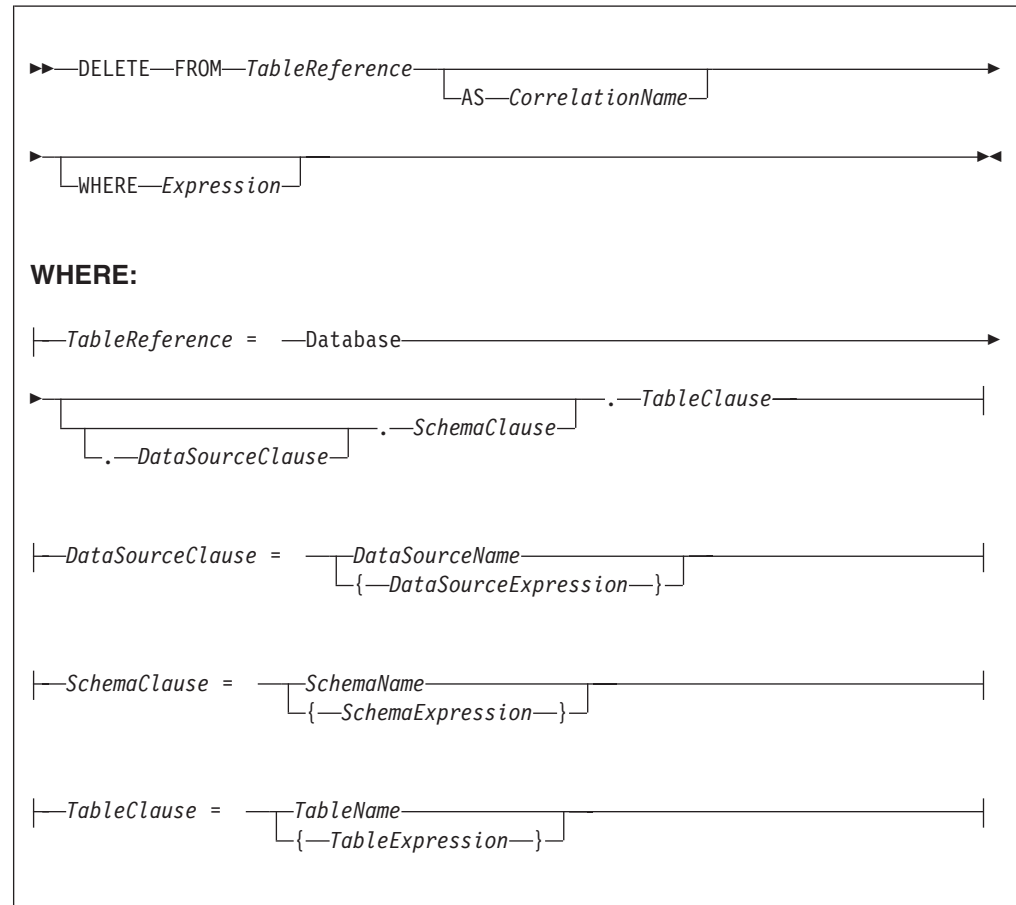 DELETE FROM TableReference
AS CorrelationName
WHERE Expression
WHERE:
TableReference = Database
. TableClause
. SchemaClause
. DataSourceClause
DataSourceClause = DataSourceName
{ DataSourceExpression }
SchemaClause = SchemaName
{ SchemaExpression }
TableClause = TableName
{ TableExpression }